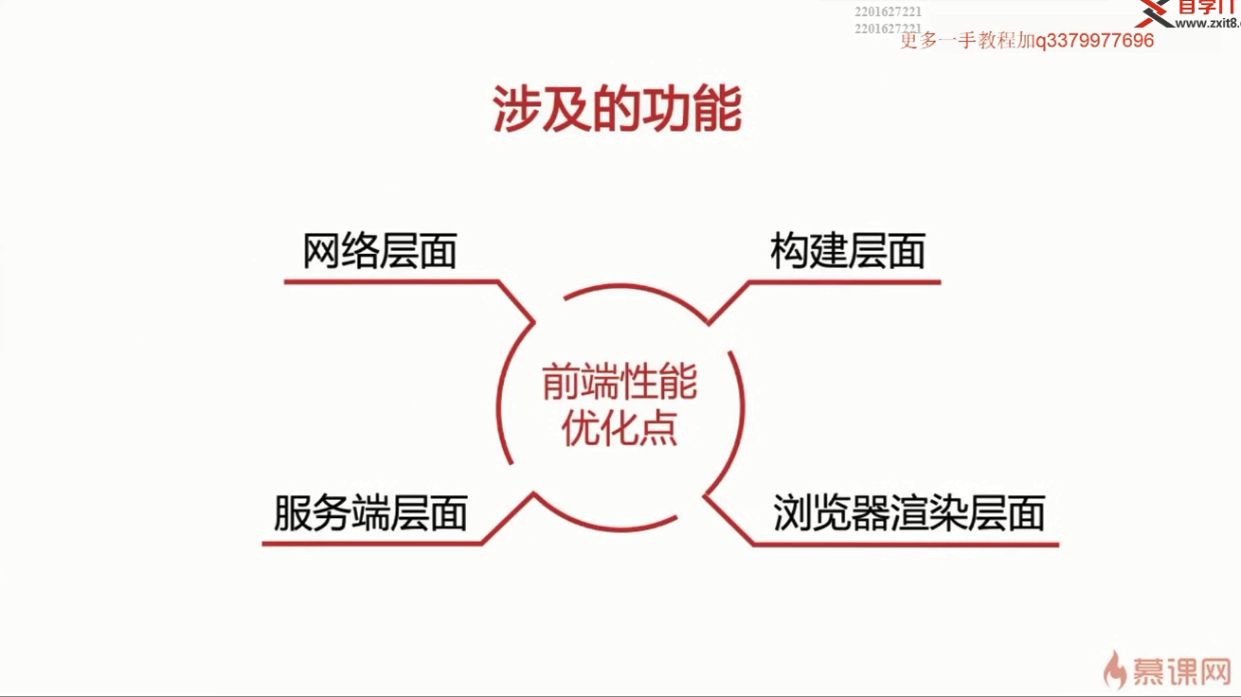 2201627221
2201627221
自学IT
www.zxit8.
更多一手教程加q3379977696
涉及的功能
网络层面
构建层面
前端性能
优化点
服务端层面
浏览器渲染层面
慕课网